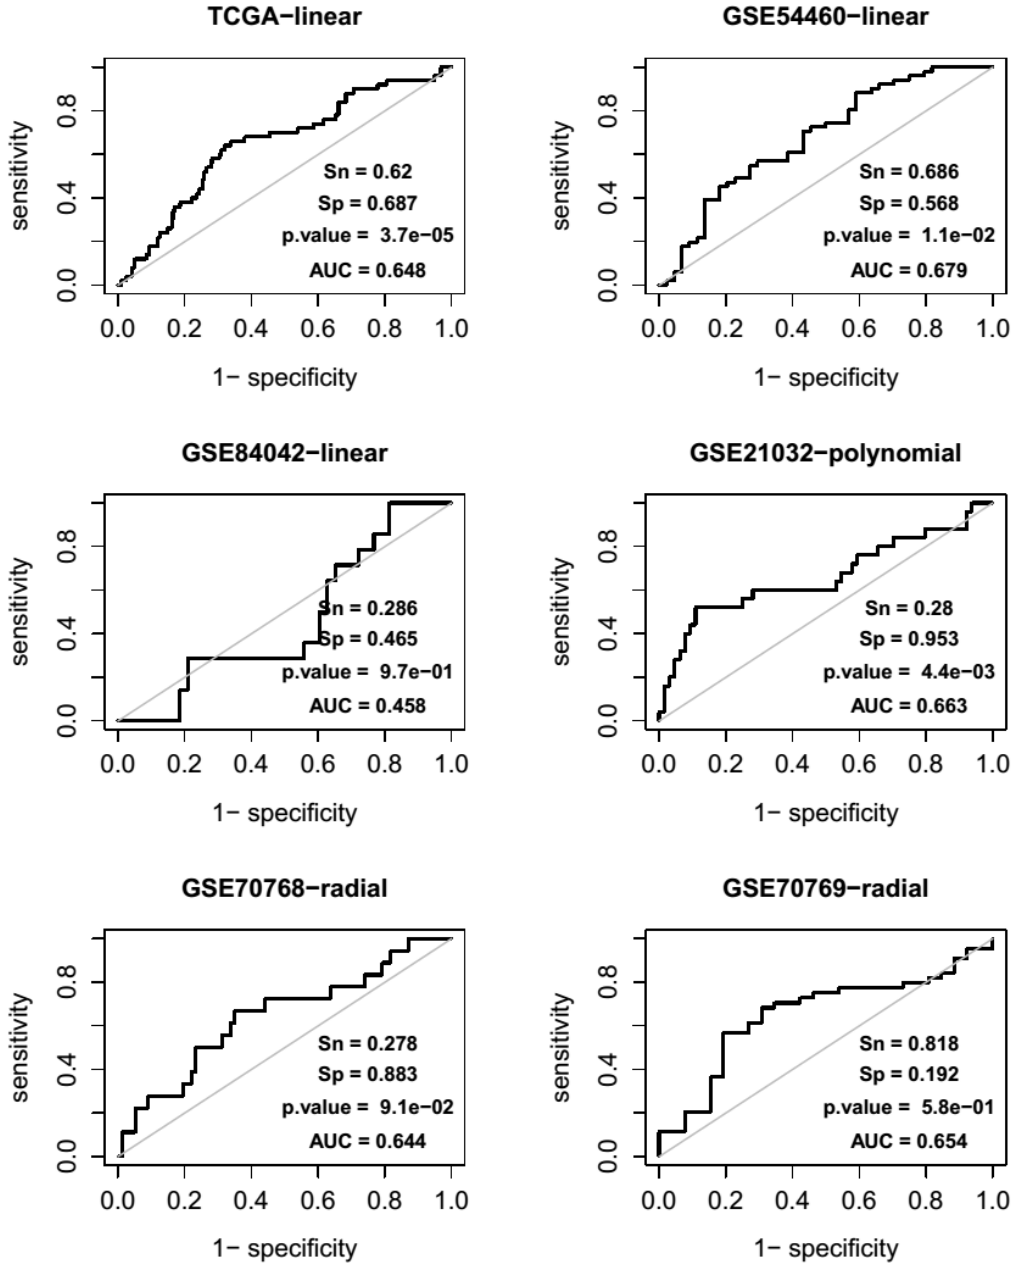 TCGA−linear
sensitivity
0.0 0.4 0.8
Sn = 0.62
Sp = 0.687
p.value = 3.7e−05
AUC = 0.648
0.0 0.2 0.4 0.6 0.8 1.0
1− specificity
GSE54460−linear
sensitivity
0.0 0.4 0.8
Sn = 0.686
Sp = 0.568
p.value = 1.1e−02
AUC = 0.679
0.0 0.2 0.4 0.6 0.8 1.0
1− specificity
GSE84042−linear
sensitivity
0.0 0.4 0.8
Sn = 0.286
Sp = 0.465
p.value = 9.7e−01
AUC = 0.458
0.0 0.2 0.4 0.6 0.8 1.0
1− specificity
GSE21032−polynomial
sensitivity
0.0 0.4 0.8
Sn = 0.28
Sp = 0.953
p.value = 4.4e−03
AUC = 0.663
0.0 0.2 0.4 0.6 0.8 1.0
1− specificity
GSE70768−radial
sensitivity
0.0 0.4 0.8
Sn = 0.278
Sp = 0.883
p.value = 9.1e−02
AUC = 0.644
0.0 0.2 0.4 0.6 0.8 1.0
1− specificity
GSE70769−radial
sensitivity
0.0 0.4 0.8
Sn = 0.818
Sp = 0.192
p.value = 5.8e−01
AUC = 0.654
0.0 0.2 0.4 0.6 0.8 1.0
1− specificity